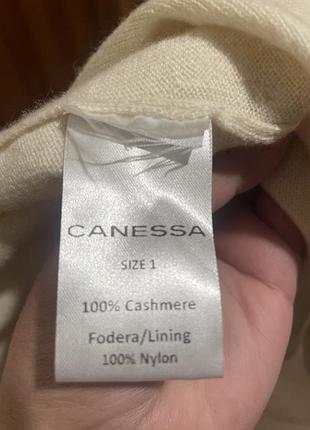 CANESSA
SIZE 1
100% Cashmere
Fodera/Lining
100% Nylon